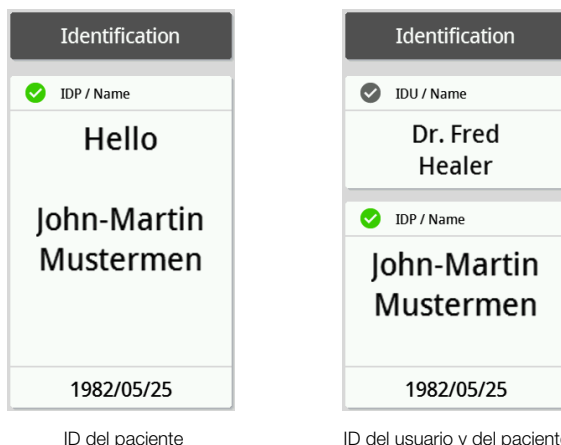 Identification
IDP / Name
Hello
John-Martin
Mustermen
1982/05/25
ID del paciente
Identification
IDU / Name
Dr. Fred
Healer
IDP / Name
John-Martin
Mustermen
1982/05/25
ID del usuario y del paciente